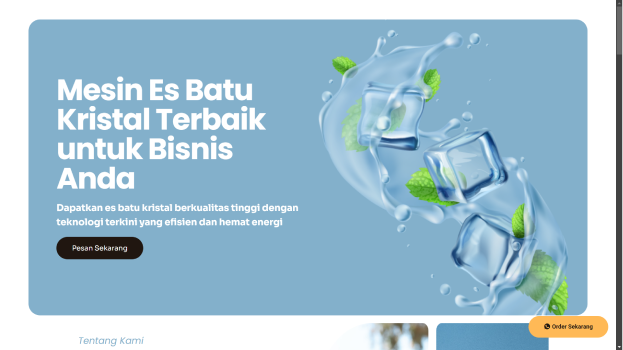 Mesin Es Batu
Kristal Terbaik
untuk Bisnis
Anda
Dapatkan es batu kristal berkualitas tinggi dengan
teknologi terkini yang efisien dan hemat energi
Pesan Sekarang
Order Sekarang
Tentang Kami